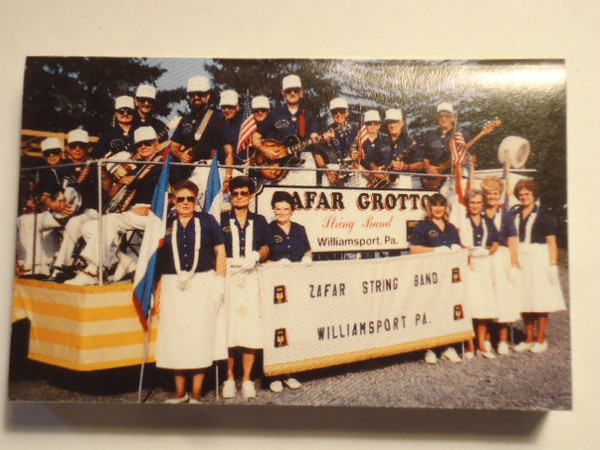 ZAFAR GROTTO
String Band
Williamsport, Pa.
ZAFAR STRING BAND
WILLIAMSPORT PA.